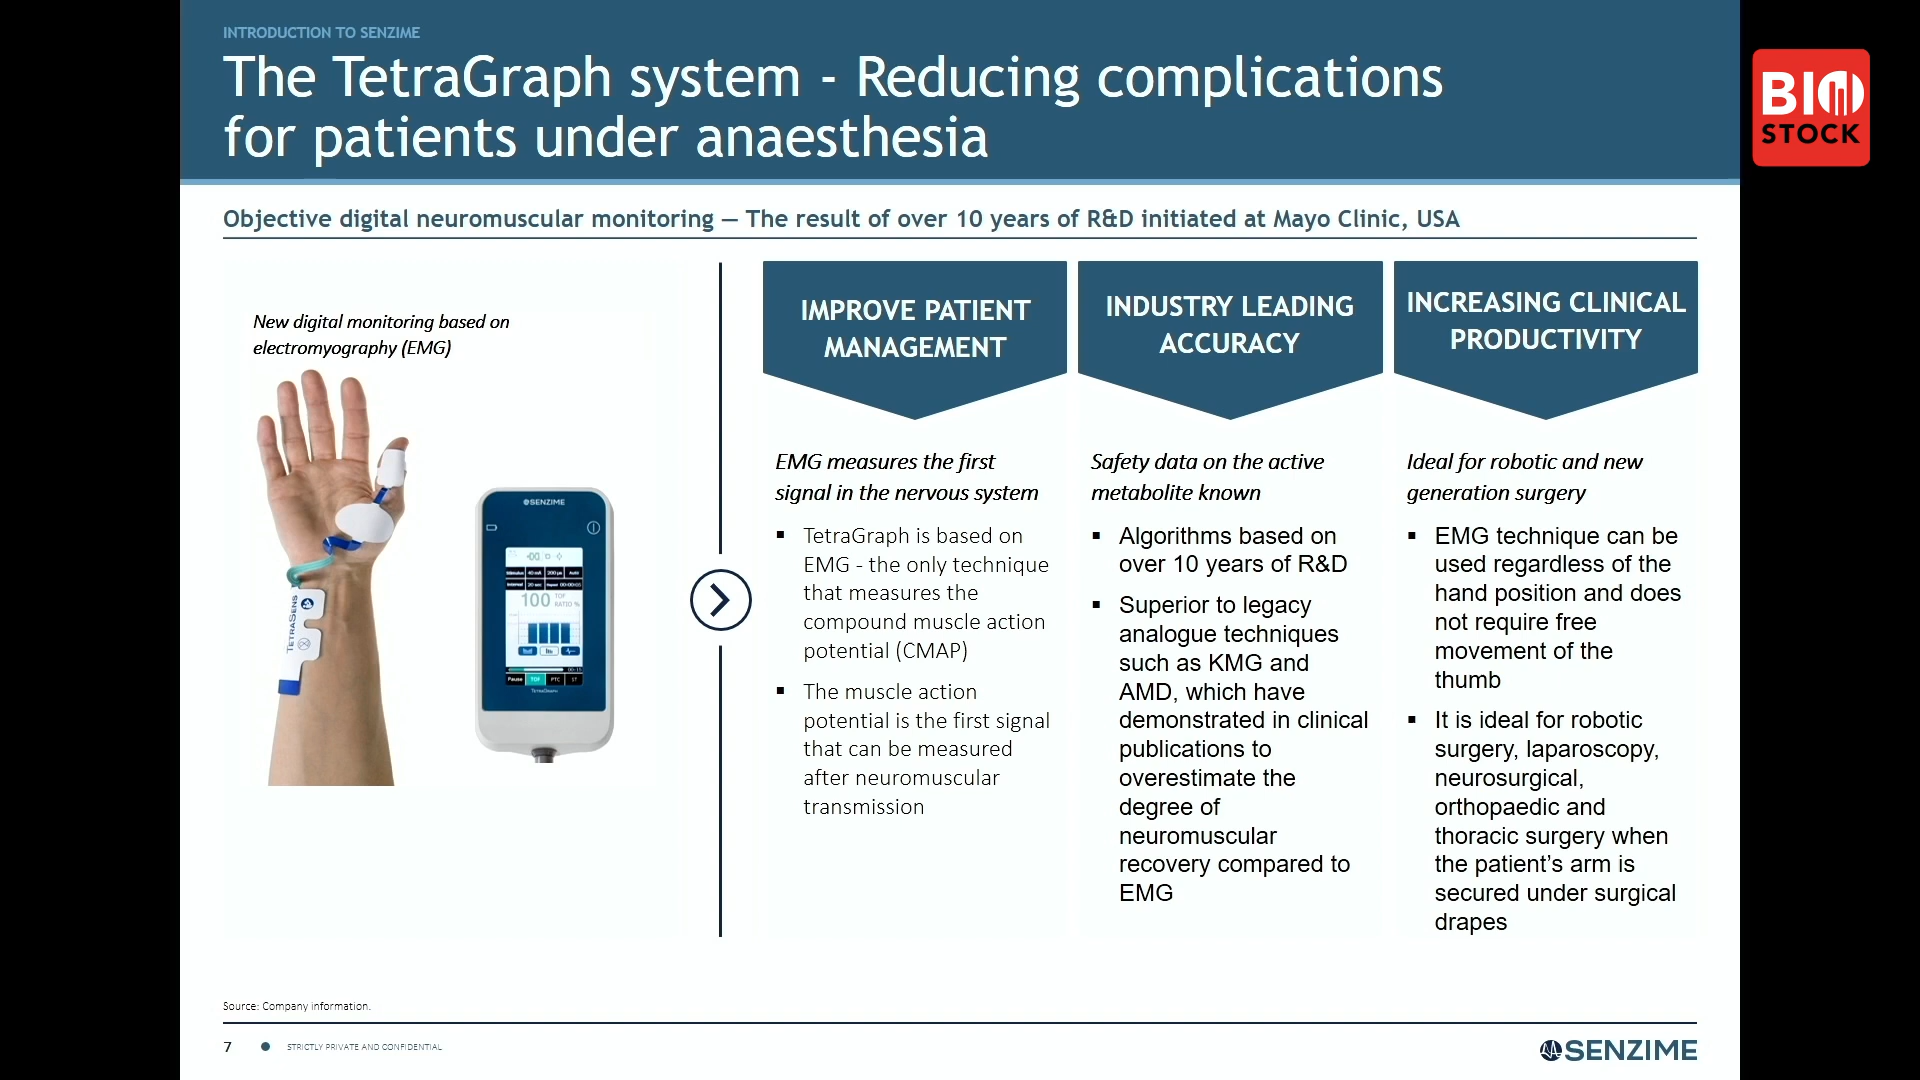 INTRODUCTION TO SENZIME
The TetraGraph system - Reducing complications
for patients under anaesthesia
BIO
STOCK
Objective digital neuromuscular monitoring — The result of over 10 years of R&D initiated at Mayo Clinic, USA
New digital monitoring based on
electromyography (EMG)
TETRASENS
SENZIME
100 TOF
RATIO %
Pause TOF PTC ST
TETRAGRAPH
IMPROVE PATIENT
MANAGEMENT
EMG measures the first
signal in the nervous system
▪ TetraGraph is based on
EMG - the only technique
that measures the
compound muscle action
potential (CMAP)
▪ The muscle action
potential is the first signal
that can be measured
after neuromuscular
transmission
INDUSTRY LEADING
ACCURACY
Safety data on the active
metabolite known
▪ Algorithms based on
over 10 years of R&D
▪ Superior to legacy
analogue techniques
such as KMG and
AMD, which have
demonstrated in clinical
publications to
overestimate the
degree of
neuromuscular
recovery compared to
EMG
INCREASING CLINICAL
PRODUCTIVITY
Ideal for robotic and new
generation surgery
▪ EMG technique can be
used regardless of the
hand position and does
not require free
movement of the
thumb
▪ It is ideal for robotic
surgery, laparoscopy,
neurosurgical,
orthopaedic and
thoracic surgery when
the patient’s arm is
secured under surgical
drapes
Source: Company information.
7 ● STRICTLY PRIVATE AND CONFIDENTIAL
SENZIME